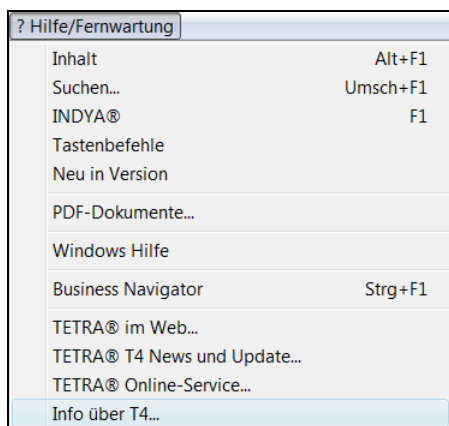 ? Hilfe/Fernwartung
Inhalt Alt+F1
Suchen... Umsch+F1
INDYA® F1
Tastenbefehle
Neu in Version
PDF-Dokumente...
Windows Hilfe
Business Navigator Strg+F1
TETRA® im Web...
TETRA® T4 News und Update...
TETRA® Online-Service...
Info über T4...